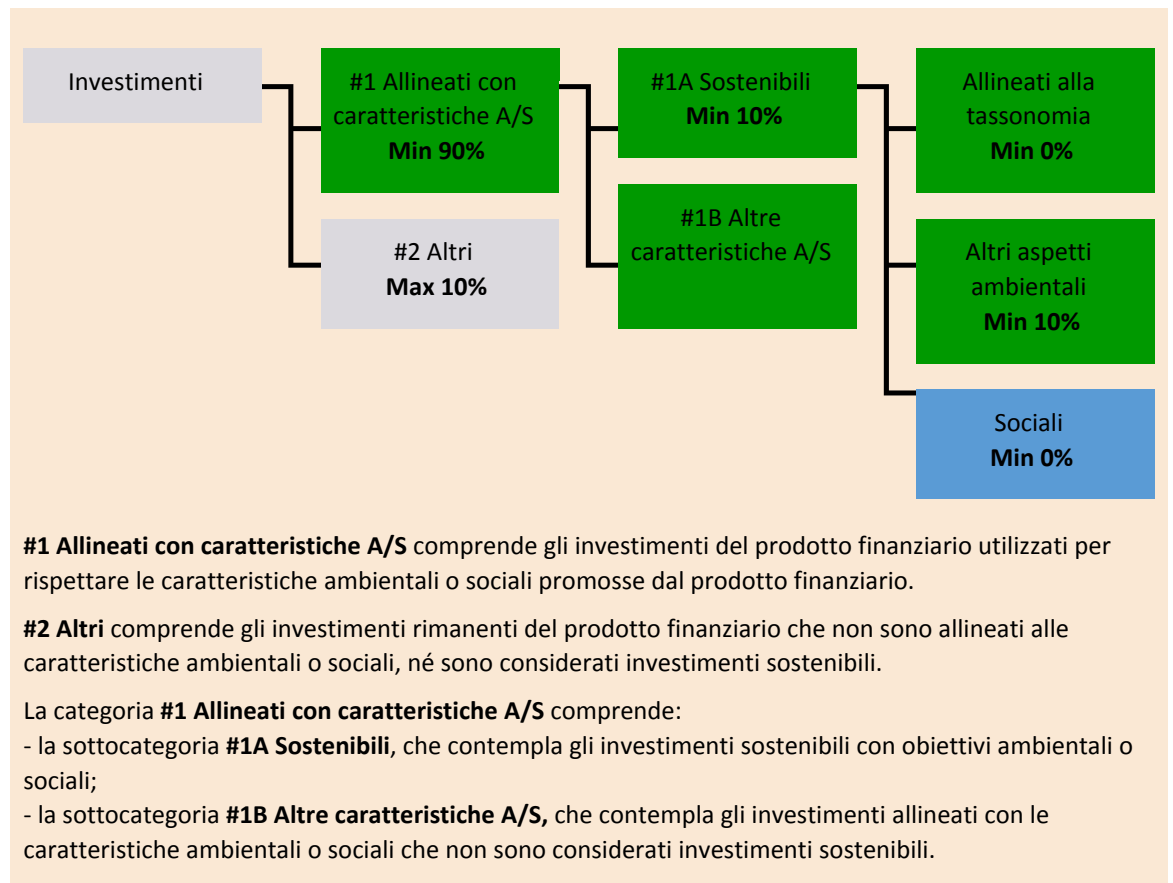 Investimenti
#1 Allineati con
caratteristiche A/S
Min 90%
#2 Altri
Max 10%
#1A Sostenibili
Min 10%
#1B Altre
caratteristiche A/S
Allineati alla
tassonomia
Min 0%
Altri aspetti
ambientali
Min 10%
Sociali
Min 0%
#1 Allineati con caratteristiche A/S comprende gli investimenti del prodotto finanziario utilizzati per
rispettare le caratteristiche ambientali o sociali promosse dal prodotto finanziario.
#2 Altri comprende gli investimenti rimanenti del prodotto finanziario che non sono allineati alle
caratteristiche ambientali o sociali, né sono considerati investimenti sostenibili.
La categoria #1 Allineati con caratteristiche A/S comprende:
- la sottocategoria #1A Sostenibili, che contempla gli investimenti sostenibili con obiettivi ambientali o
sociali;
- la sottocategoria #1B Altre caratteristiche A/S, che contempla gli investimenti allineati con le
caratteristiche ambientali o sociali che non sono considerati investimenti sostenibili.